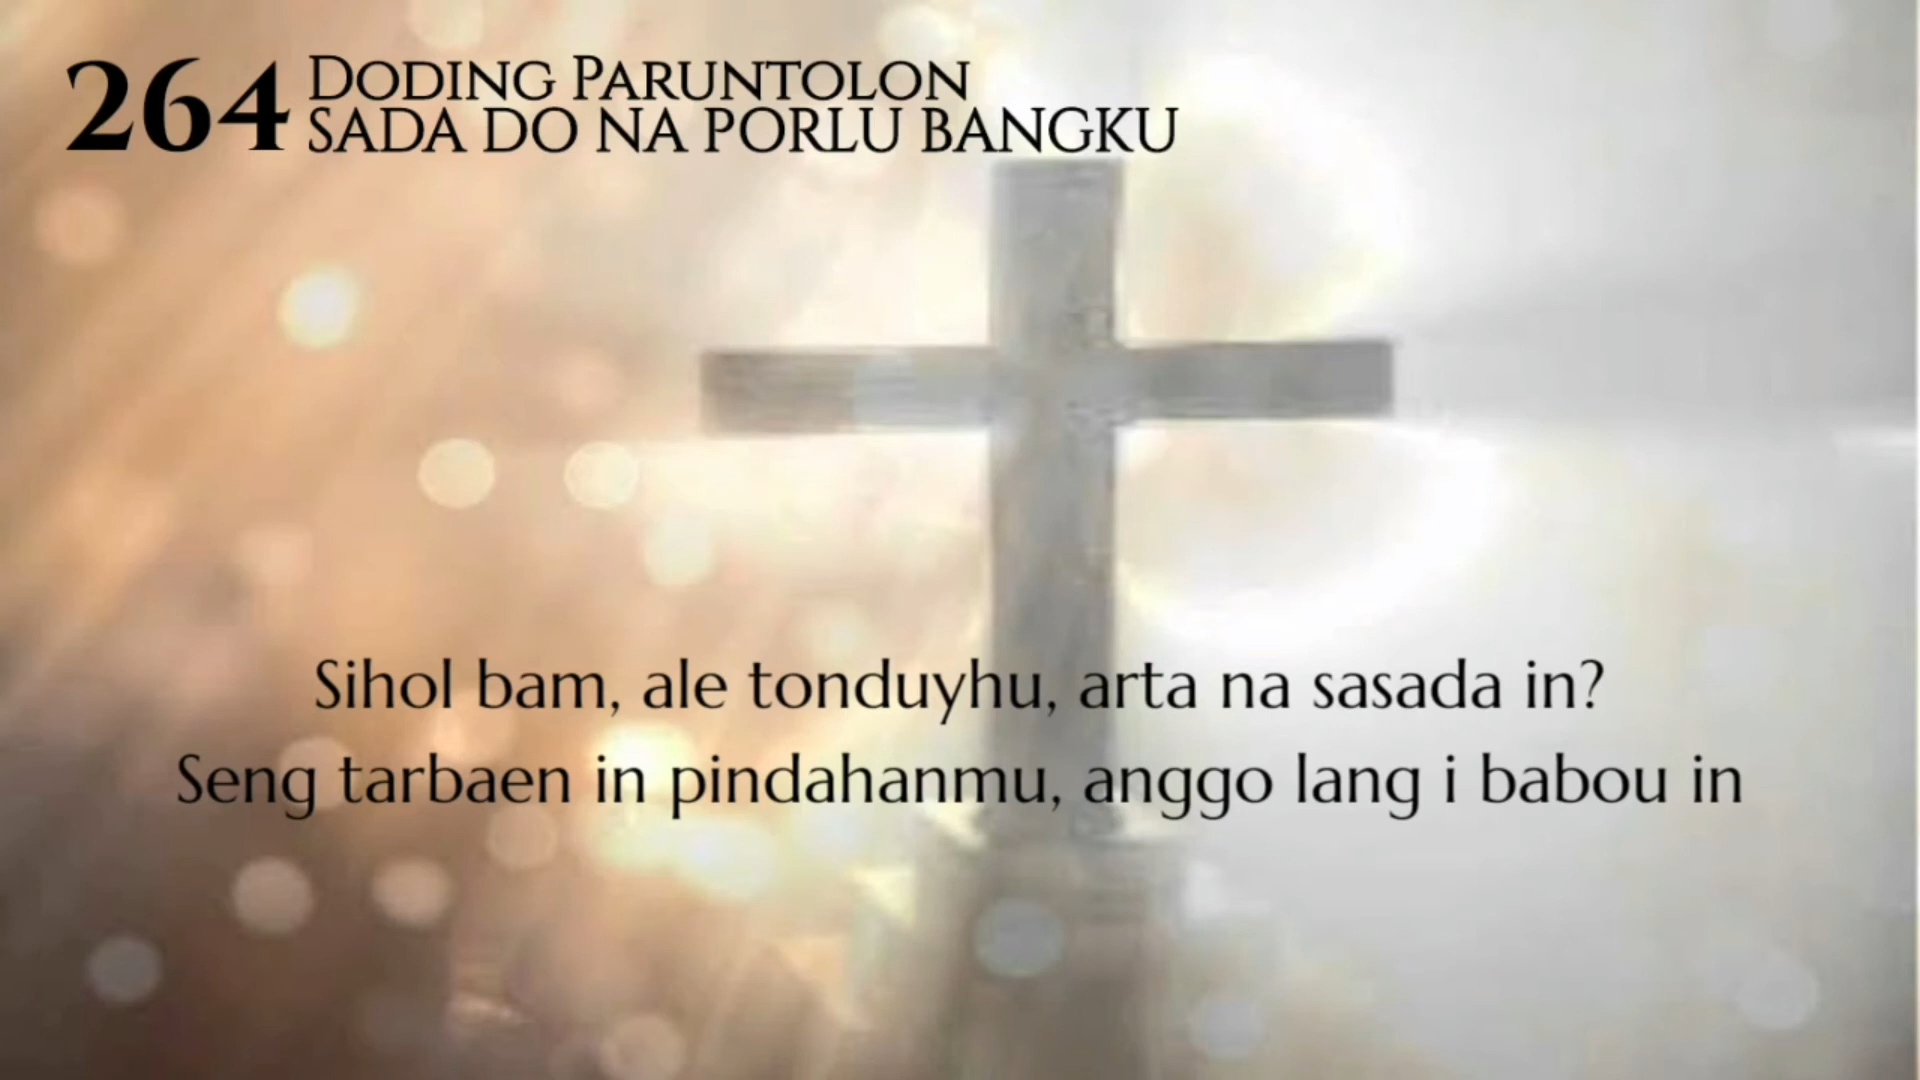 264 DODING PARUNTOLON
SADA DO NA PORLU BANGKU
Sihol bam, ale tonduyhu, arta na sasada in?
Seng tarbaen in pindahanmu, anggo lang i babou in